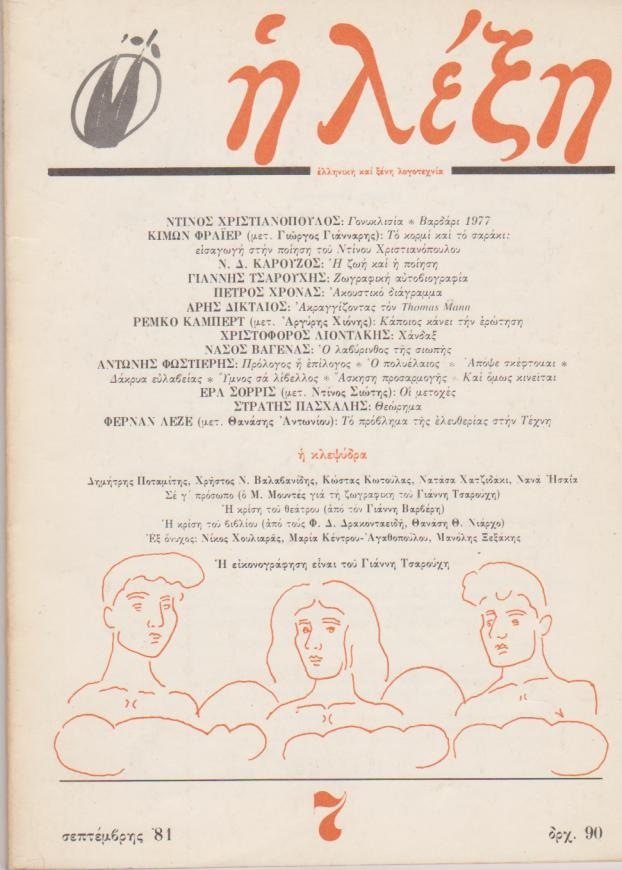 ἡ λέξη
ἑλληνική καί ξένη λογοτεχνία
ΝΤΙΝΟΣ ΧΡΙΣΤΙΑΝΟΠΟΥΛΟΣ: Γονυκλισία * Βαρδάρι 1977
ΚΙΜΩΝ ΦΡΑΪΕΡ (μετ. Γιῶργος Γιάνναρης): Τό κορμί καί τό σαράκι:
εἰσαγωγή στήν ποίηση τοῦ Ντίνου Χριστιανόπουλου
Ν. Δ. ΚΑΡΟΥΖΟΣ: Ἡ ζωή καί ἡ ποίηση
ΓΙΑΝΝΗΣ ΤΣΑΡΟΥΧΗΣ: Ζωγραφική αὐτοβιογραφία
ΠΕΤΡΟΣ ΧΡΟΝΑΣ: Ἀκουστικό διάγραμμα
ΑΡΗΣ ΔΙΚΤΑΙΟΣ: Ἀκραγγίζοντας τόν Thomas Mann
ΡΕΜΚΟ ΚΑΜΠΕΡΤ (μετ. Ἀργύρης Χιόνης): Κάποιος κάνει τήν ἐρώτηση
ΧΡΙΣΤΟΦΟΡΟΣ ΛΙΟΝΤΑΚΗΣ: Χάνδαξ
ΝΑΣΟΣ ΒΑΓΕΝΑΣ: Ὁ λαβύρινθος τῆς σιωπῆς
ΑΝΤΩΝΗΣ ΦΩΣΤΙΕΡΗΣ: Πρόλογος ἤ ἐπίλογος * Ὁ πολυέλαιος * Ἀπόψε σκέφτομαι *
Δάκρυα εὐλαβείας * Ὕμνος σά λίβελλος * Ἄσκηση προσαρμογῆς * Καί ὅμως κινεῖται
ΕΡΛ ΣΟΡΡΙΣ (μετ. Ντίνος Σιώτης): Οἱ μετοχές
ΣΤΡΑΤΗΣ ΠΑΣΧΑΛΗΣ: Θεώρημα
ΦΕΡΝΑΝ ΛΕΖΕ (μετ. Θανάσης Ἀντωνίου): Τό πρόβλημα τῆς ἐλευθερίας στήν Τέχνη
ἡ κλεψύδρα
Δημήτρης Ποταμίτης, Χρῆστος Ν. Βαλαβανίδης, Κώστας Κωτούλας, Νατάσα Χατζιδάκι, Νανά Ἠσαΐα
Σέ γ΄ πρόσωπο (ὁ Μ. Μουντές γιά τή ζωγραφική τοῦ Γιάννη Τσαρούχη)
Ἡ κρίση τοῦ θεάτρου (ἀπό τόν Γιάννη Βαρβέρη)
Ἡ κρίση τοῦ βιβλίου (ἀπό τούς Φ. Δ. Δρακονταειδῆ, Θανάση Θ. Νιάρχο)
Ἐξ ὄνυχος: Νίκος Χουλιαρᾶς, Μαρία Κέντρου-Ἀγαθοπούλου, Μανόλης Ξεξάκης
Ἡ εἰκονογράφηση εἶναι τοῦ Γιάννη Τσαρούχη
7
σεπτέμβρης '81
δρχ. 90